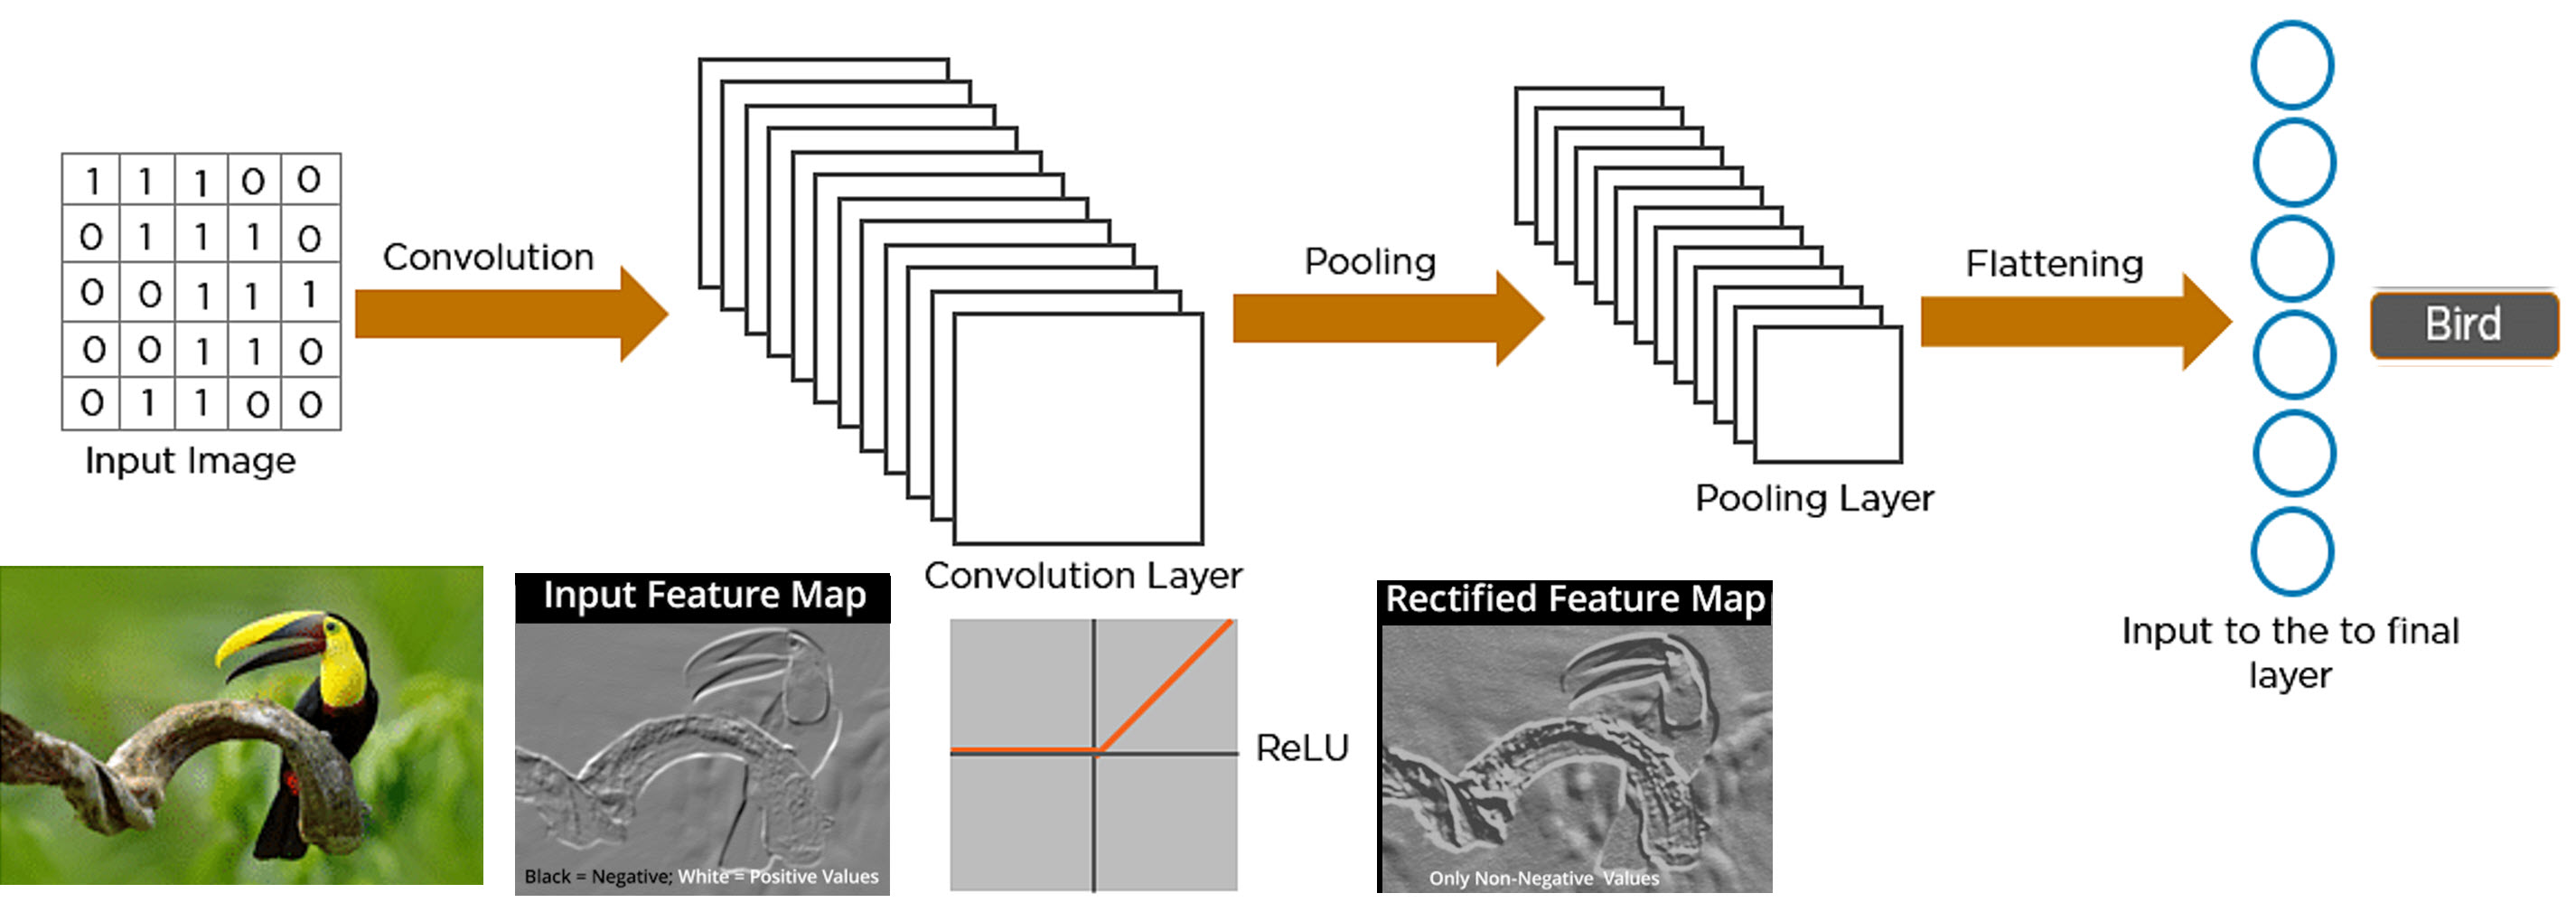 1 1 1 0 0
0 1 1 1 0
0 0 1 1 1
0 0 1 1 0
0 1 1 0 0
Input Image
Convolution
Convolution Layer
Pooling
Pooling Layer
Flattening
Input to the to final
layer
Bird
Input Feature Map
Black = Negative; White = Positive Values
ReLU
Rectified Feature Map
Only Non-Negative Values